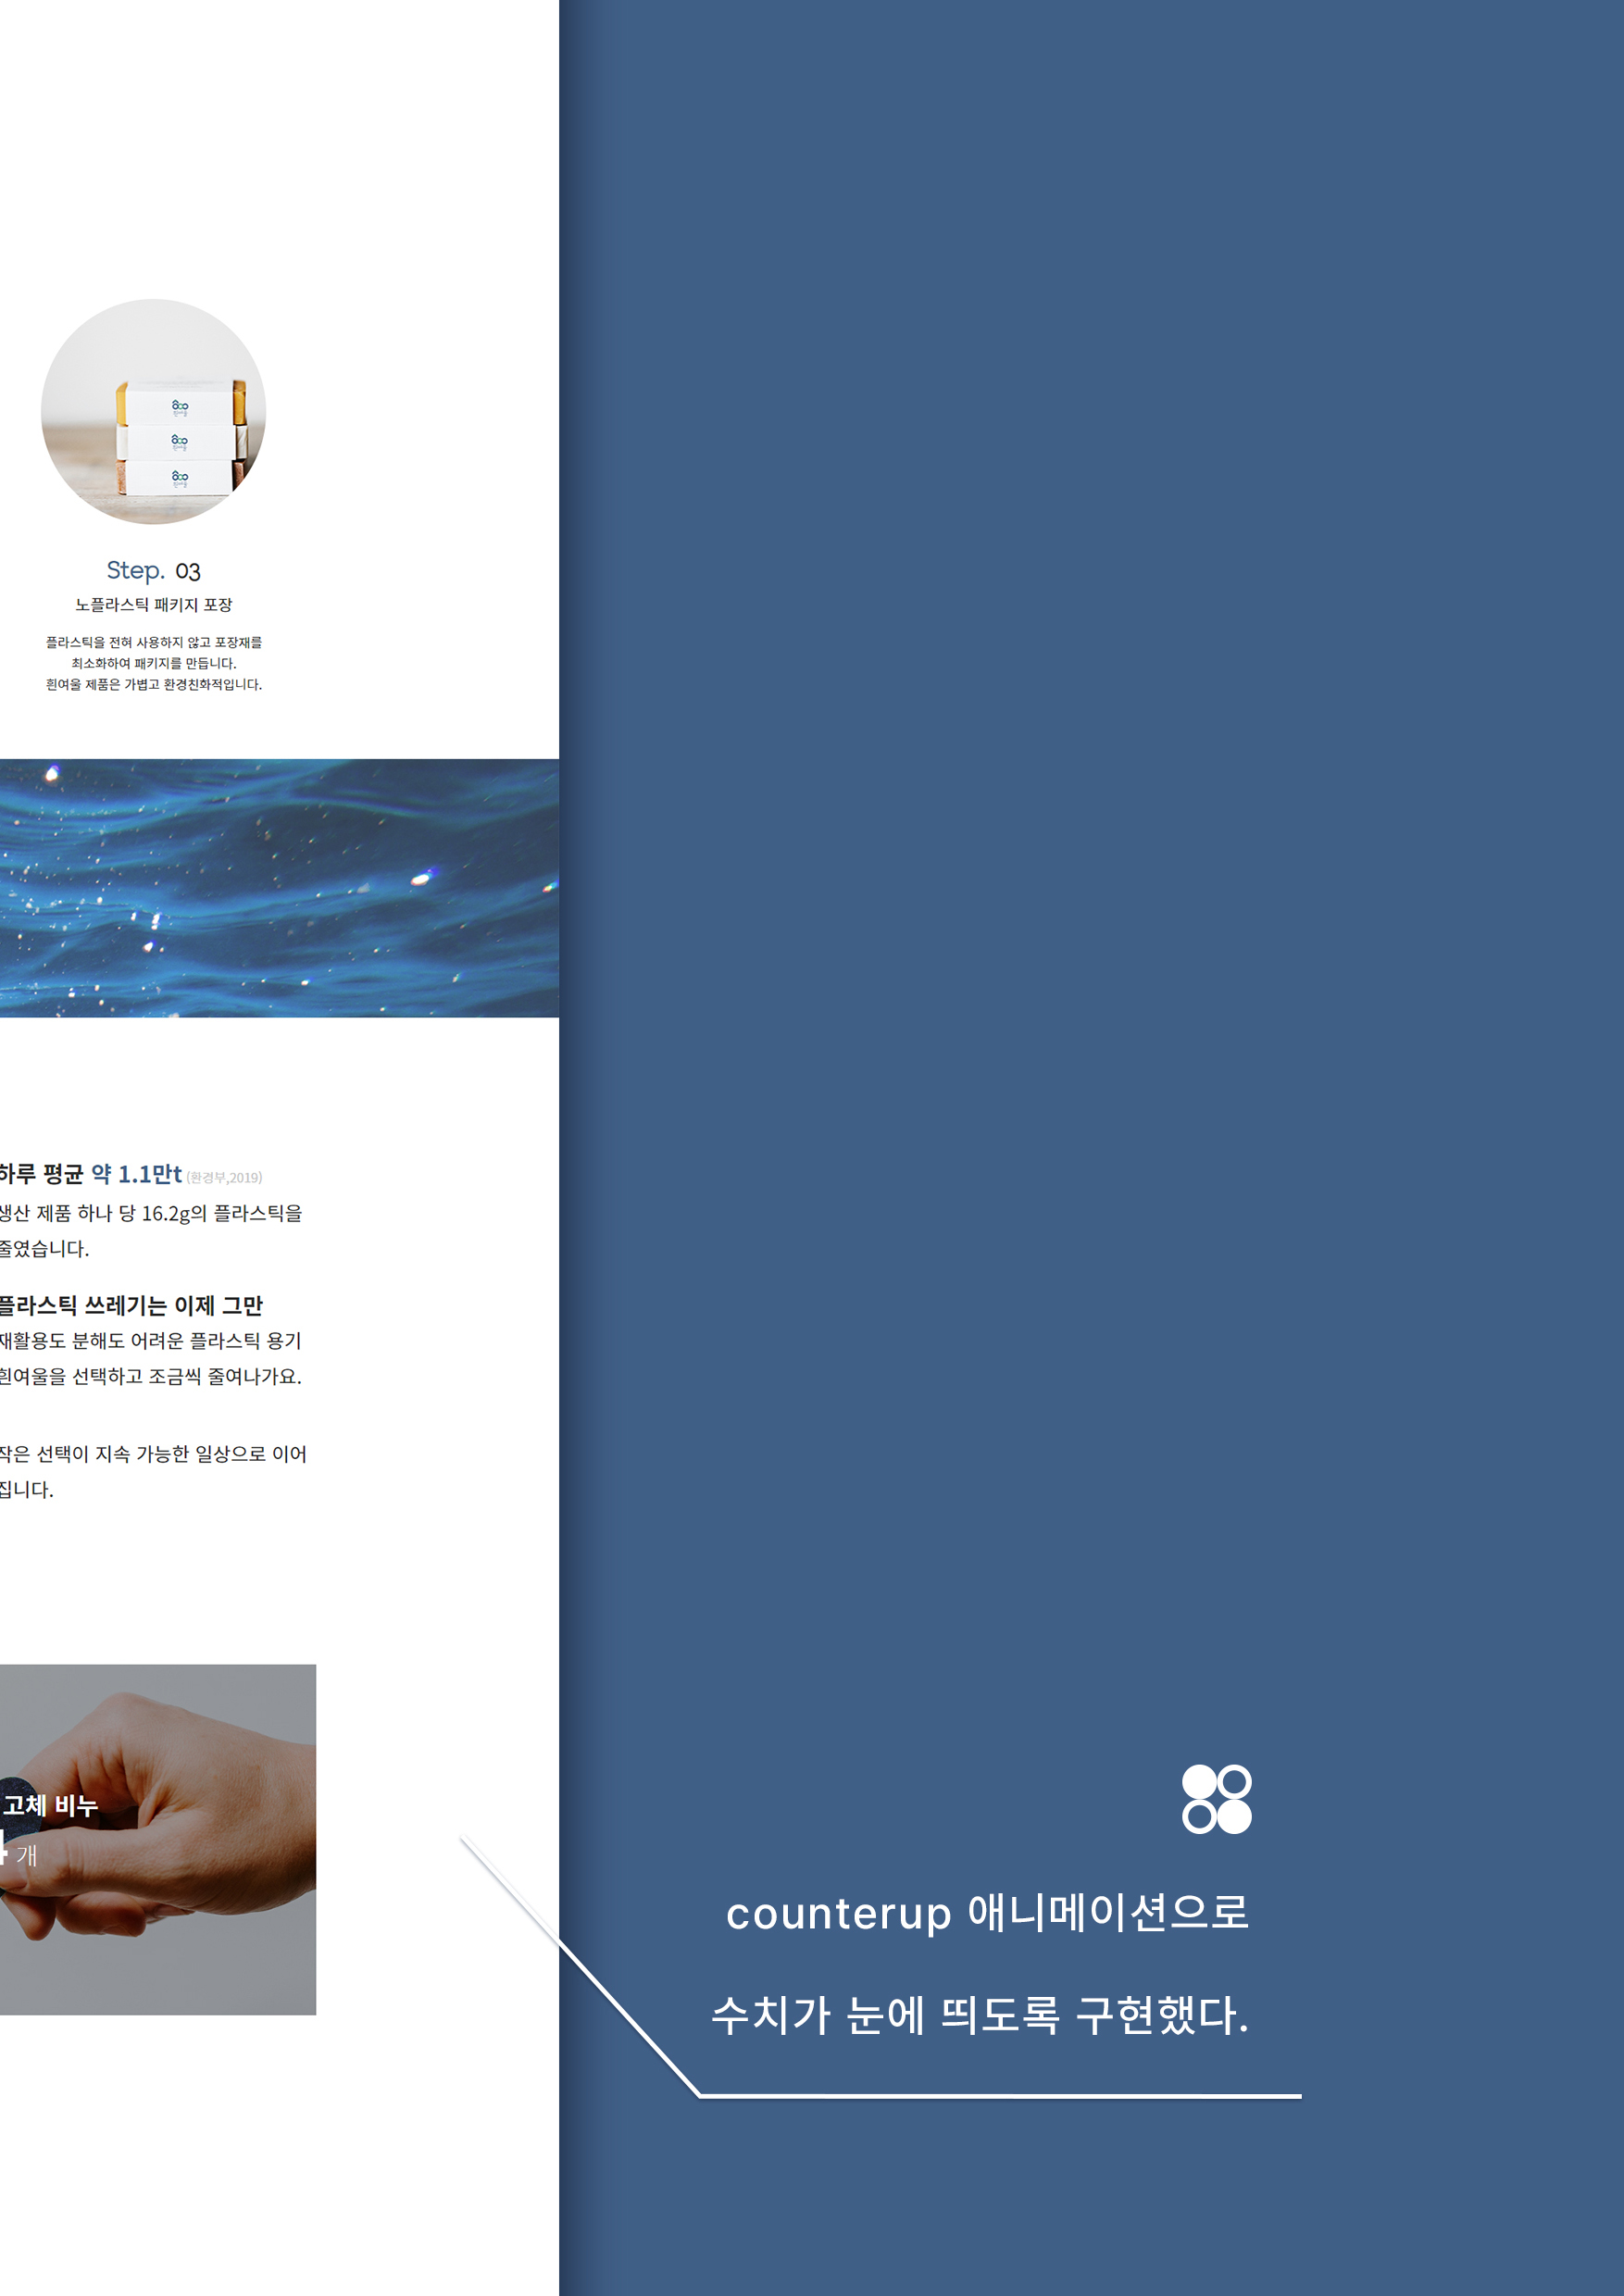 Step. 03
노플라스틱 패키지 포장
플라스틱을 전혀 사용하지 않고 포장재를
최소화하여 패키지를 만듭니다.
흰여울 제품은 가볍고 환경친화적입니다.
하루 평균 약 1.1만t (환경부,2019)
생산 제품 하나 당 16.2g의 플라스틱을
줄였습니다.
플라스틱 쓰레기는 이제 그만
재활용도 분해도 어려운 플라스틱 용기
흰여울을 선택하고 조금씩 줄여나가요.
작은 선택이 지속 가능한 일상으로 이어
집니다.
고체 비누
4 개
counterup 애니메이션으로
수치가 눈에 띄도록 구현했다.